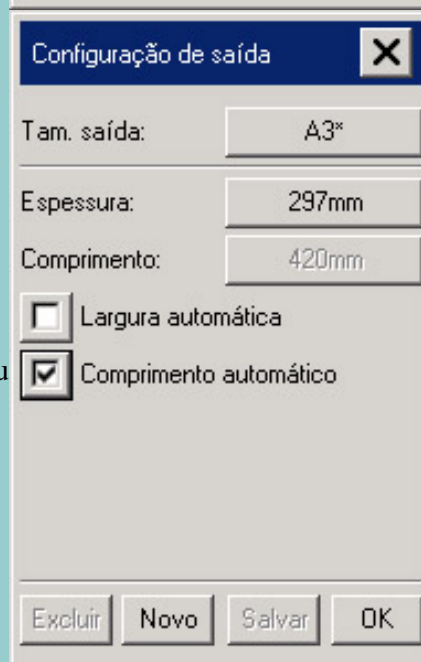 Configuração de saída
Tam. saída: A3*
Espessura: 297mm
Comprimento: 420mm
Largura automática
Comprimento automático
Excluir Novo Salvar OK